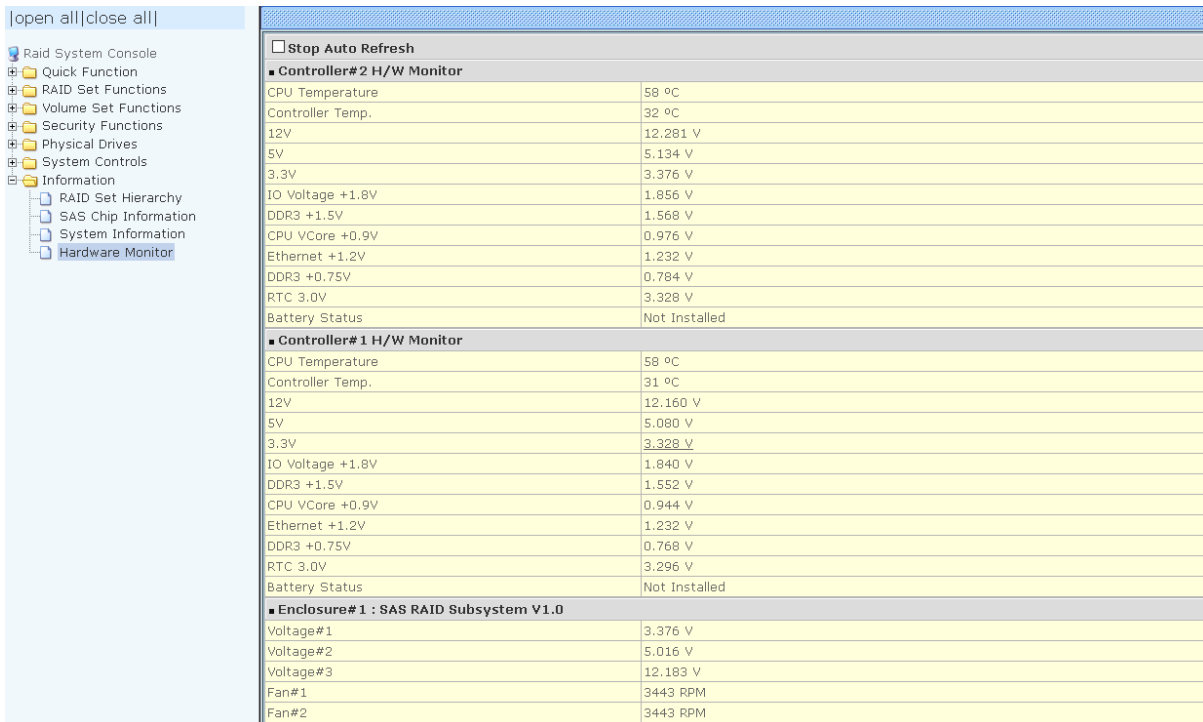 |open all|close all|
Raid System Console
Quick Function
RAID Set Functions
Volume Set Functions
Security Functions
Physical Drives
System Controls
Information
RAID Set Hierarchy
SAS Chip Information
System Information
Hardware Monitor
Stop Auto Refresh
Controller#2 H/W Monitor
CPU Temperature 58 ºC
Controller Temp. 32 ºC
12V 12.281 V
5V 5.134 V
3.3V 3.376 V
IO Voltage +1.8V 1.856 V
DDR3 +1.5V 1.568 V
CPU VCore +0.9V 0.976 V
Ethernet +1.2V 1.232 V
DDR3 +0.75V 0.784 V
RTC 3.0V 3.328 V
Battery Status Not Installed
Controller#1 H/W Monitor
CPU Temperature 58 ºC
Controller Temp. 31 ºC
12V 12.160 V
5V 5.080 V
3.3V 3.328 V
IO Voltage +1.8V 1.840 V
DDR3 +1.5V 1.552 V
CPU VCore +0.9V 0.944 V
Ethernet +1.2V 1.232 V
DDR3 +0.75V 0.768 V
RTC 3.0V 3.296 V
Battery Status Not Installed
Enclosure#1 : SAS RAID Subsystem V1.0
Voltage#1 3.376 V
Voltage#2 5.016 V
Voltage#3 12.183 V
Fan#1 3443 RPM
Fan#2 3443 RPM